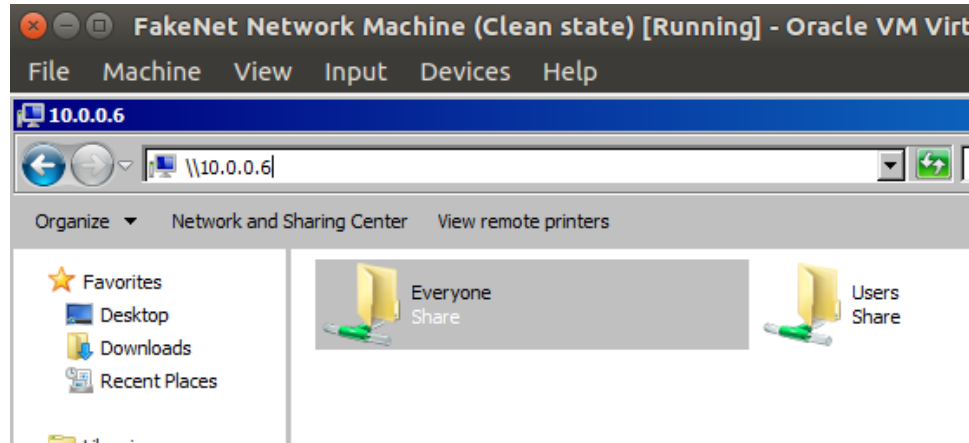 FakeNet Network Machine (Clean state) [Running] - Oracle VM Virt
File Machine View Input Devices Help
10.0.0.6
\\10.0.0.6
Organize Network and Sharing Center View remote printers
Favorites
Desktop
Downloads
Recent Places
Everyone
Share
Users
Share